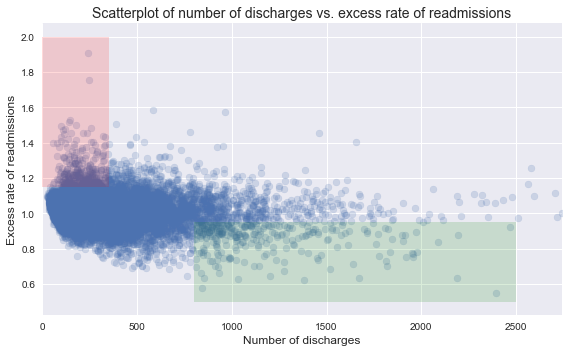 Scatterplot of number of discharges vs. excess rate of readmissions
2.0
1.8
1.6
1.4
1.2
1.0
0.8
0.6
Excess rate of readmissions
0 500 1000 1500 2000 2500
Number of discharges